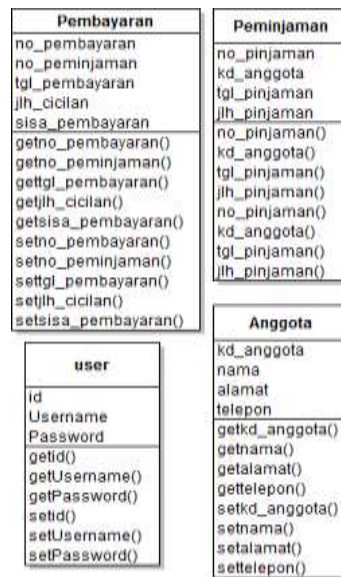 Pembayaran
no_pembayaran
no_peminjaman
tgl_pembayaran
jlh_cicilan
sisa_pembayaran
getno_pembayaran()
getno_peminjaman()
gettgl_pembayaran()
getjlh_cicilan()
getsisa_pembayaran()
setno_pembayaran()
setno_peminjaman()
settgl_pembayaran()
setjlh_cicilan()
setsisa_pembayaran()
Peminjaman
no_pinjaman
kd_anggota
tgl_pinjaman
jlh_pinjaman
no_pinjaman()
kd_anggota()
tgl_pinjaman()
jlh_pinjaman()
no_pinjaman()
kd_anggota()
tgl_pinjaman()
jlh_pinjaman()
user
id
Username
Password
getid()
getUsername()
getPassword()
setid()
setUsername()
setPassword()
Anggota
kd_anggota
nama
alamat
telepon
getkd_anggota()
getnama()
getalamat()
gettelepon()
setkd_anggota()
setnama()
setalamat()
settelepon()